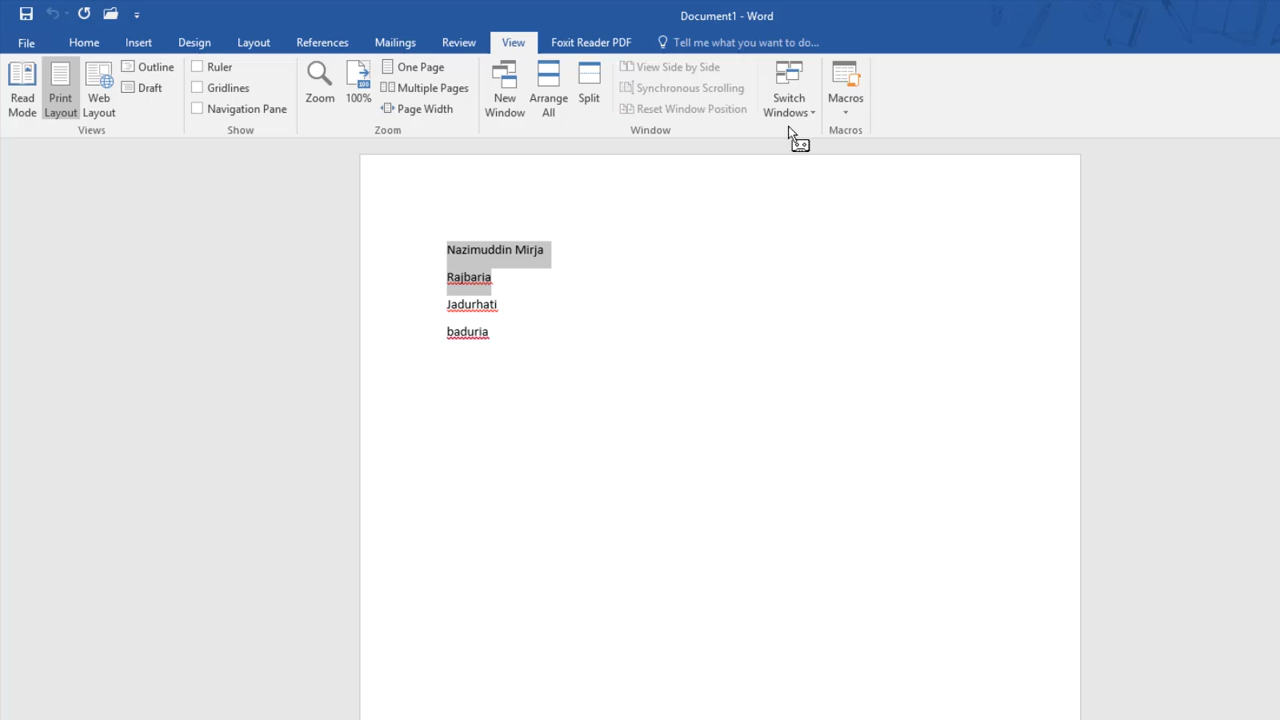 Document1 - Word
File Home Insert Design Layout References Mailings Review View Foxit Reader PDF Tell me what you want to do...
Read Mode
Print Layout
Web Layout
Outline
Draft
Views
Ruler
Gridlines
Navigation Pane
Show
Zoom
100%
One Page
Multiple Pages
Page Width
Zoom
New Window
Arrange All
Split
View Side by Side
Synchronous Scrolling
Reset Window Position
Window
Switch Windows
Macros
Macros
Nazimuddin Mirja
Rajbaria
Jadurhati
baduria